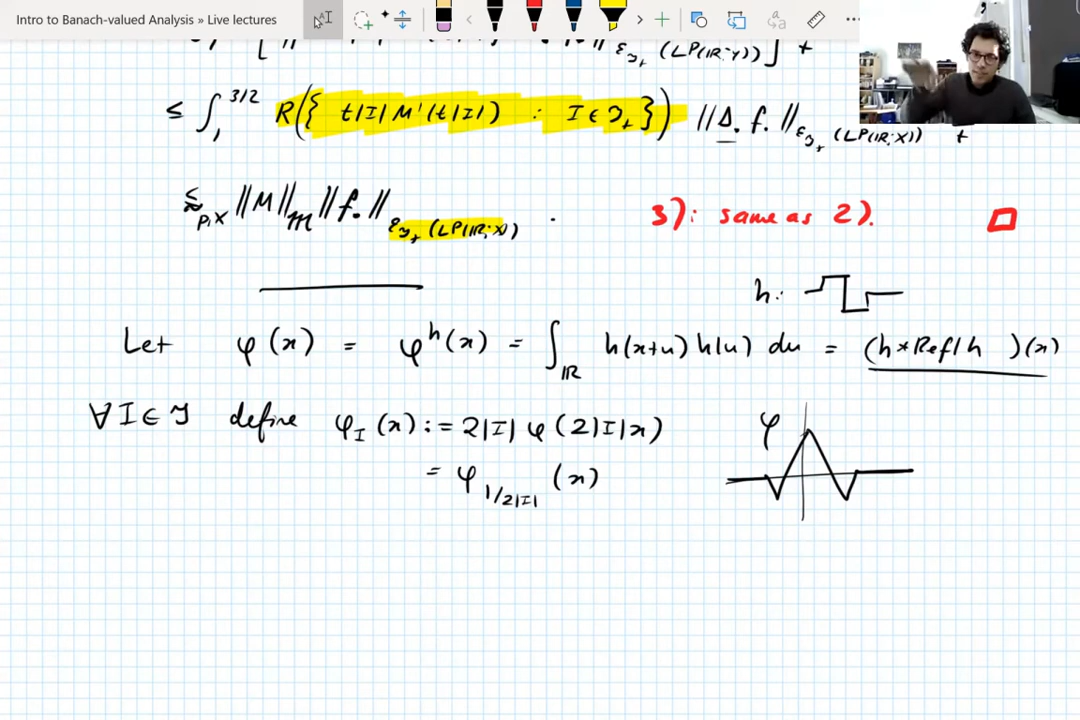 Intro to Banach-valued Analysis » Live lectures
ε_{ℑ₊}(L^p(ℝ;Y)) ] +
≤ ∫₁^{3/2} R({ t|I| M'(t|I|) : I ∈ ℑ₊ }) ‖Δ. f.‖_{ε_{ℑ₊}(L^p(ℝ;X))} +
≲_{p,X} ‖M‖_𝔪 ‖f.‖_{ε_{ℑ₊}(L^p(ℝ;X))} .
3): same as 2). □
h:
Let φ(x) = φ^h(x) = ∫_ℝ h(x+u) h(u) du = (h * Refl h )(x)
∀ I ∈ ℑ define φ_I(x) := 2|I| φ(2|I|x)
= φ_{1/2|I|}(x)
φ